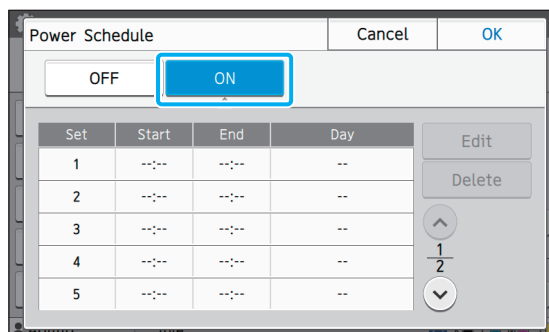 Power Schedule Cancel OK
OFF ON
Set Start End Day Edit
1 --:-- --:-- --
Delete
2 --:-- --:-- --
3 --:-- --:-- --
4 --:-- --:-- -- 1
2
5 --:-- --:-- --